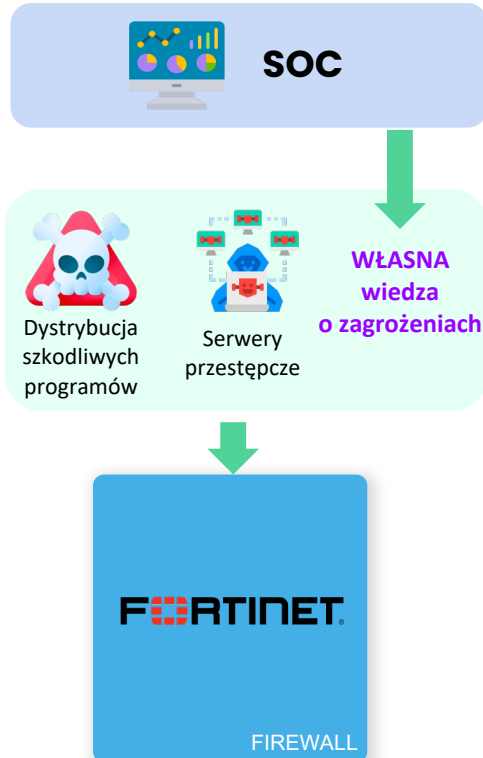 SOC
Dystrybucja
szkodliwych
programów
Serwery
przestępcze
WŁASNA
wiedza
o zagrożeniach
FORTINET®
FIREWALL